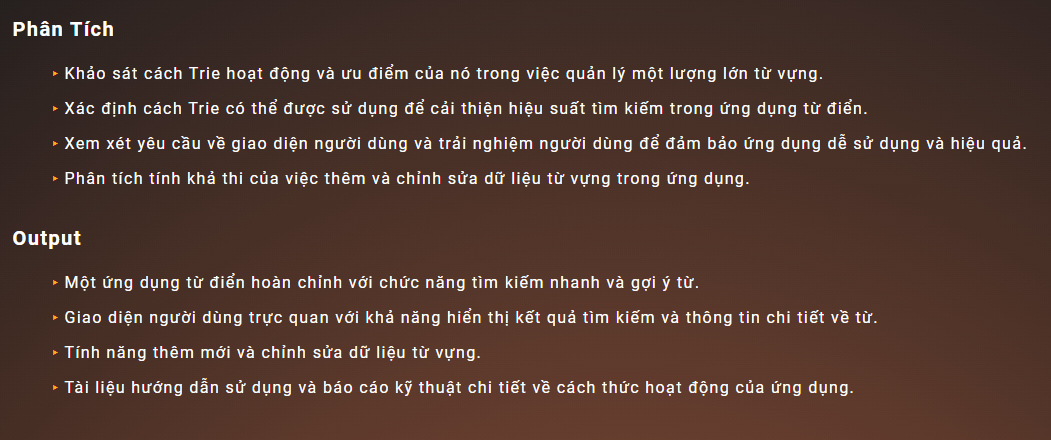 Phân Tích
Khảo sát cách Trie hoạt động và ưu điểm của nó trong việc quản lý một lượng lớn từ vựng.
Xác định cách Trie có thể được sử dụng để cải thiện hiệu suất tìm kiếm trong ứng dụng từ điển.
Xem xét yêu cầu về giao diện người dùng và trải nghiệm người dùng để đảm bảo ứng dụng dễ sử dụng và hiệu quả.
Phân tích tính khả thi của việc thêm và chỉnh sửa dữ liệu từ vựng trong ứng dụng.
Output
Một ứng dụng từ điển hoàn chỉnh với chức năng tìm kiếm nhanh và gợi ý từ.
Giao diện người dùng trực quan với khả năng hiển thị kết quả tìm kiếm và thông tin chi tiết về từ.
Tính năng thêm mới và chỉnh sửa dữ liệu từ vựng.
Tài liệu hướng dẫn sử dụng và báo cáo kỹ thuật chi tiết về cách thức hoạt động của ứng dụng.